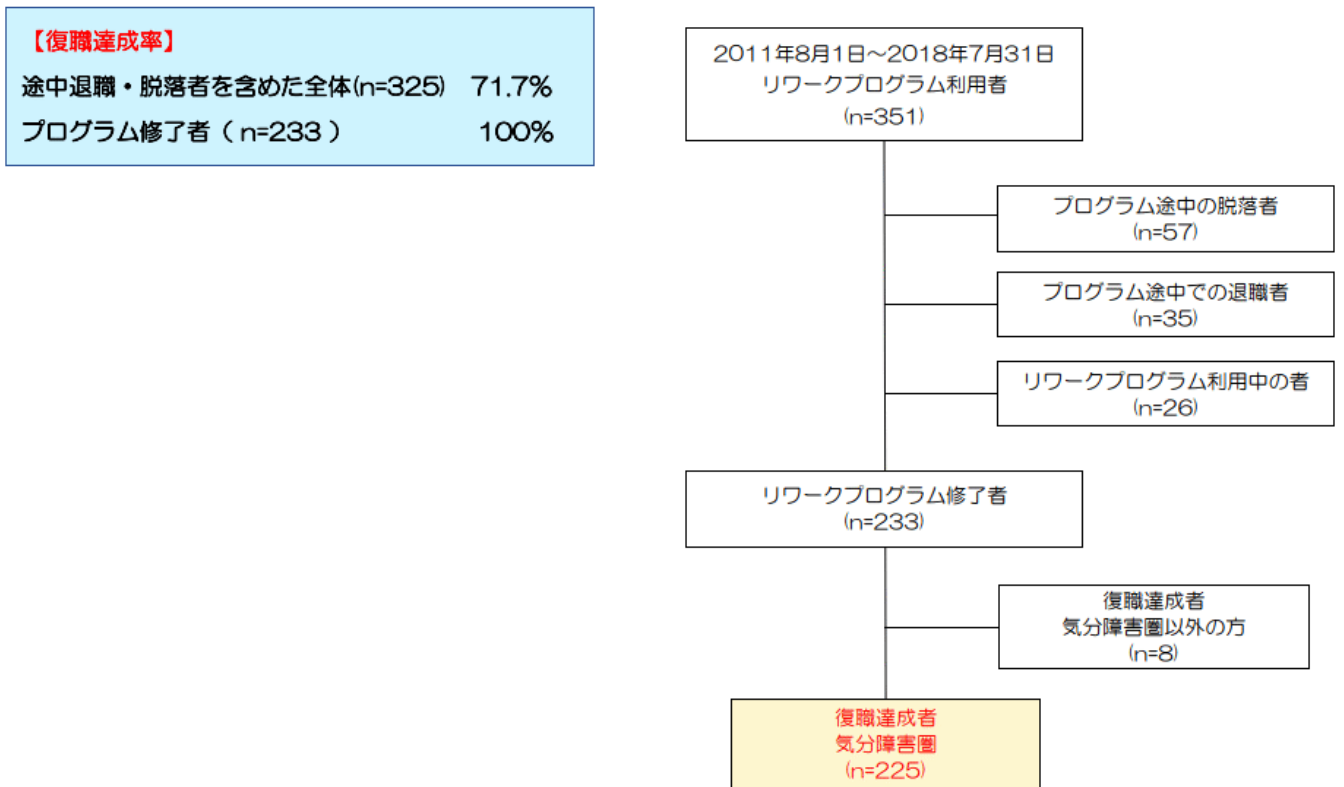 【復職達成率】
途中退職・脱落者を含めた全体(n=325) 71.7%
プログラム修了者（n=233） 100%
2011年8月1日～2018年7月31日
リワークプログラム利用者
(n=351)
プログラム途中の脱落者
(n=57)
プログラム途中での退職者
(n=35)
リワークプログラム利用中の者
(n=26)
リワークプログラム修了者
(n=233)
復職達成者
気分障害圏以外の方
(n=8)
復職達成者
気分障害圏
(n=225)